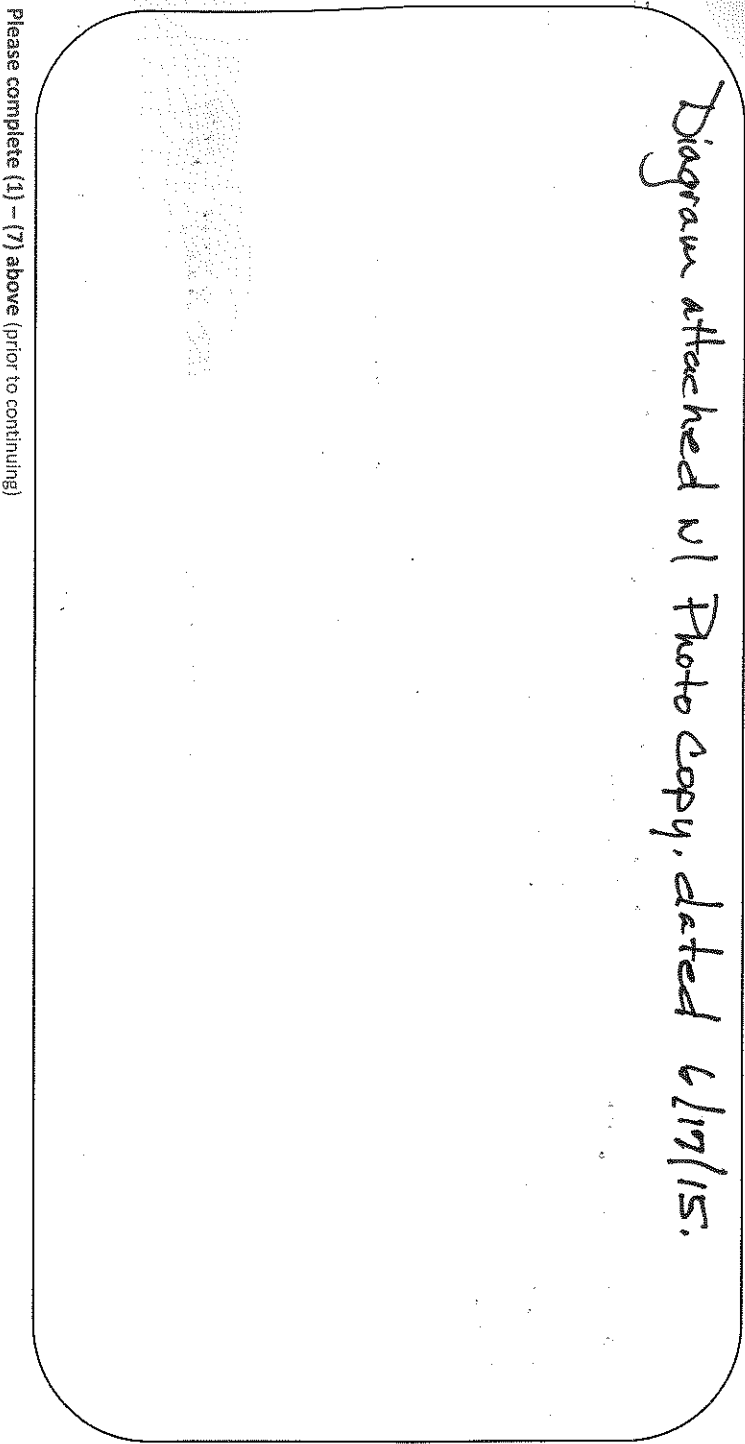 Diagram attached w/ Photo Copy, dated 6/17/15.
Please complete (1) – (7) above (prior to continuing)